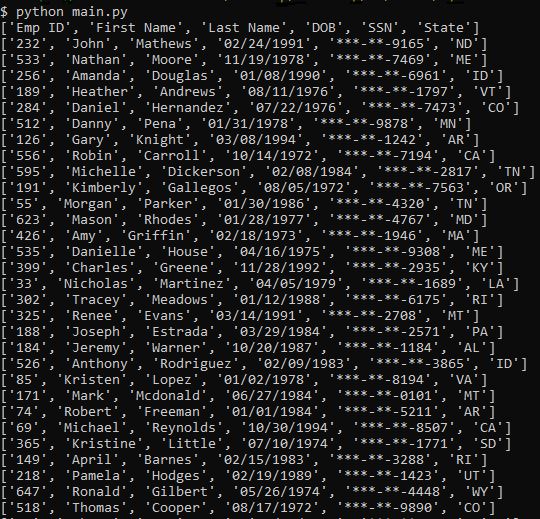 $ python main.py
['Emp ID', 'First Name', 'Last Name', 'DOB', 'SSN', 'State']
['232', 'John', 'Mathews', '02/24/1991', '***-**-9165', 'ND']
['533', 'Nathan', 'Moore', '11/19/1978', '***-**-7469', 'ME']
['256', 'Amanda', 'Douglas', '01/08/1990', '***-**-6961', 'ID']
['189', 'Heather', 'Andrews', '08/11/1976', '***-**-1797', 'VT']
['284', 'Daniel', 'Hernandez', '07/22/1976', '***-**-7473', 'CO']
['512', 'Danny', 'Pena', '01/31/1978', '***-**-9878', 'MN']
['126', 'Gary', 'Knight', '03/08/1994', '***-**-1242', 'AR']
['556', 'Robin', 'Carroll', '10/14/1972', '***-**-7194', 'CA']
['595', 'Michelle', 'Dickerson', '02/08/1984', '***-**-2817', 'TN']
['191', 'Kimberly', 'Gallegos', '08/05/1972', '***-**-7563', 'OR']
['55', 'Morgan', 'Parker', '01/30/1986', '***-**-4320', 'TN']
['623', 'Mason', 'Rhodes', '01/28/1977', '***-**-4767', 'MD']
['426', 'Amy', 'Griffin', '02/18/1973', '***-**-1946', 'MA']
['535', 'Danielle', 'House', '04/16/1975', '***-**-9308', 'ME']
['399', 'Charles', 'Greene', '11/28/1992', '***-**-2935', 'KY']
['33', 'Nicholas', 'Martinez', '04/05/1979', '***-**-1689', 'LA']
['302', 'Tracey', 'Meadows', '01/12/1988', '***-**-6175', 'RI']
['325', 'Renee', 'Evans', '03/14/1991', '***-**-2708', 'MT']
['188', 'Joseph', 'Estrada', '03/29/1984', '***-**-2571', 'PA']
['184', 'Jeremy', 'Warner', '10/20/1987', '***-**-1184', 'AL']
['526', 'Anthony', 'Rodriguez', '02/09/1983', '***-**-3865', 'ID']
['85', 'Kristen', 'Lopez', '01/02/1978', '***-**-8194', 'VA']
['171', 'Mark', 'Mcdonald', '06/27/1984', '***-**-0101', 'MT']
['74', 'Robert', 'Freeman', '01/01/1984', '***-**-5211', 'AR']
['69', 'Michael', 'Reynolds', '10/30/1994', '***-**-8507', 'CA']
['365', 'Kristine', 'Little', '07/10/1974', '***-**-1771', 'SD']
['149', 'April', 'Barnes', '02/15/1983', '***-**-3288', 'RI']
['218', 'Pamela', 'Hodges', '02/19/1989', '***-**-1423', 'UT']
['647', 'Ronald', 'Gilbert', '05/26/1974', '***-**-4448', 'WY']
['518', 'Thomas', 'Cooper', '08/17/1972', '***-**-9890', 'CO']